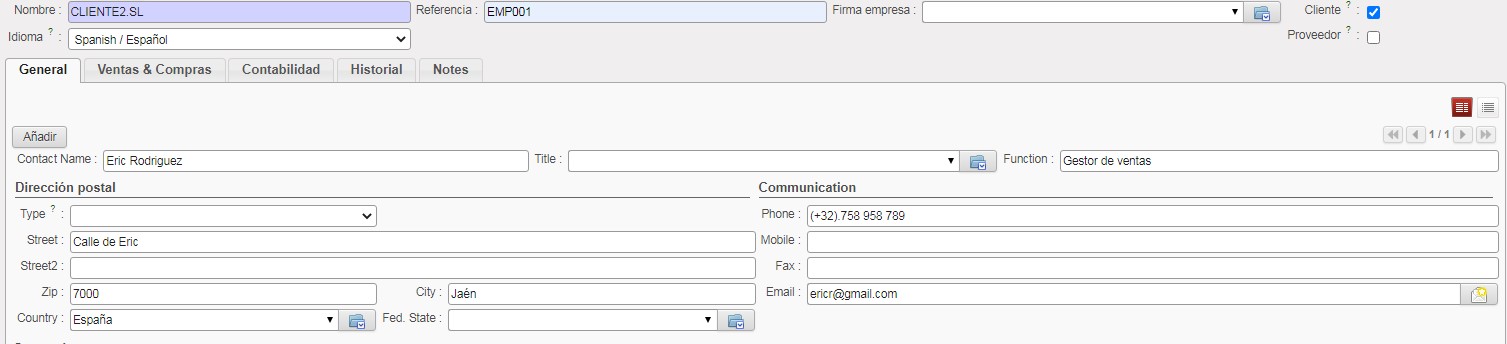 Nombre : CLIENTE2.SL Referencia : EMP001 Firma empresa : Cliente ? :
Idioma ? : Spanish / Español Proveedor ? :
General Ventas & Compras Contabilidad Historial Notes
Añadir 1 / 1
Contact Name : Eric Rodriguez Title : Function : Gestor de ventas
Dirección postal Communication
Type ? : Phone : (+32).758 958 789
Street : Calle de Eric Mobile :
Street2 : Fax :
Zip : 7000 City : Jaén Email : ericr@gmail.com
Country : España Fed. State :